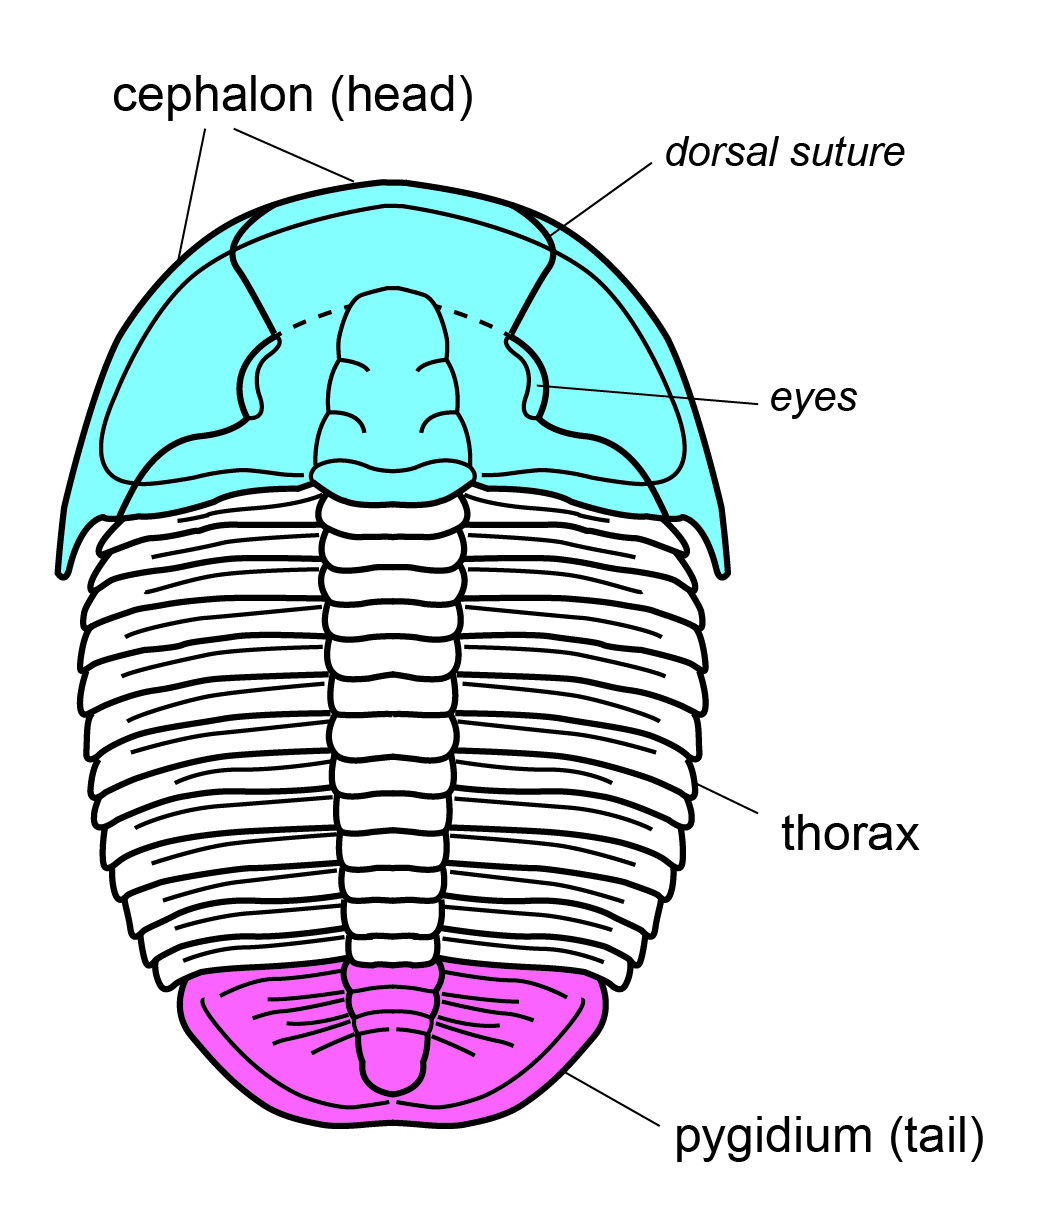 cephalon (head)
dorsal suture
eyes
thorax
pygidium (tail)